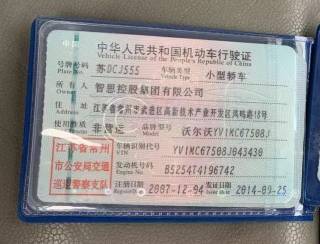 中华人民共和国机动车行驶证
Vehicle License of the People's Republic of China
号牌号码 苏DCJ555 车辆类型 小型轿车
Plate No. Vehicle Type
所有人 智思控股集团有限公司
Owner
住址 江苏省常州市武进区高新技术产业开发区凤鸣路18号
Address
使用性质 非营运 品牌型号 沃尔沃YV1MC67508J
江苏省常州 车辆识别代号 YV1MC67508J043430
VIN
市公安局交通 发动机号码 B5254T4196742
Engine No.
巡逻警察支队 注册日期 2007-12-04 发证日期 2014-09-25
Register Date Issue Date